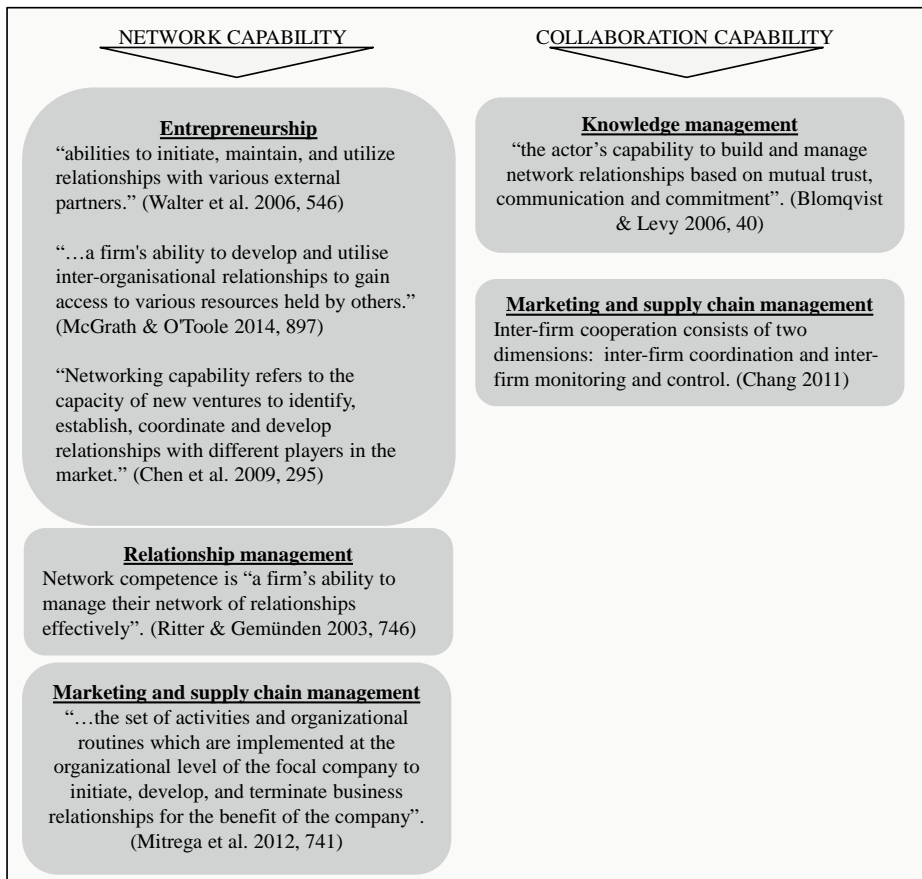 NETWORK CAPABILITY
Entrepreneurship
“abilities to initiate, maintain, and utilize
relationships with various external
partners.” (Walter et al. 2006, 546)
“…a firm's ability to develop and utilise
inter-organisational relationships to gain
access to various resources held by others.”
(McGrath & O'Toole 2014, 897)
“Networking capability refers to the
capacity of new ventures to identify,
establish, coordinate and develop
relationships with different players in the
market.” (Chen et al. 2009, 295)
Relationship management
Network competence is “a firm’s ability to
manage their network of relationships
effectively”. (Ritter & Gemünden 2003, 746)
Marketing and supply chain management
“…the set of activities and organizational
routines which are implemented at the
organizational level of the focal company to
initiate, develop, and terminate business
relationships for the benefit of the company”.
(Mitrega et al. 2012, 741)
COLLABORATION CAPABILITY
Knowledge management
“the actor’s capability to build and manage
network relationships based on mutual trust,
communication and commitment”. (Blomqvist
& Levy 2006, 40)
Marketing and supply chain management
Inter-firm cooperation consists of two
dimensions:  inter-firm coordination and inter-
firm monitoring and control. (Chang 2011)